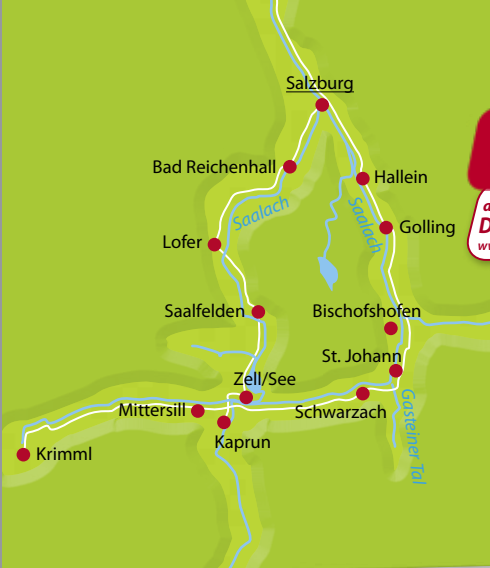 Salzburg
Bad Reichenhall
Hallein
Saalach
Saalach
Golling
Lofer
Saalfelden
Bischofshofen
St. Johann
Zell/See
Mittersill
Schwarzach
Gasteiner Tal
Kaprun
Krimml